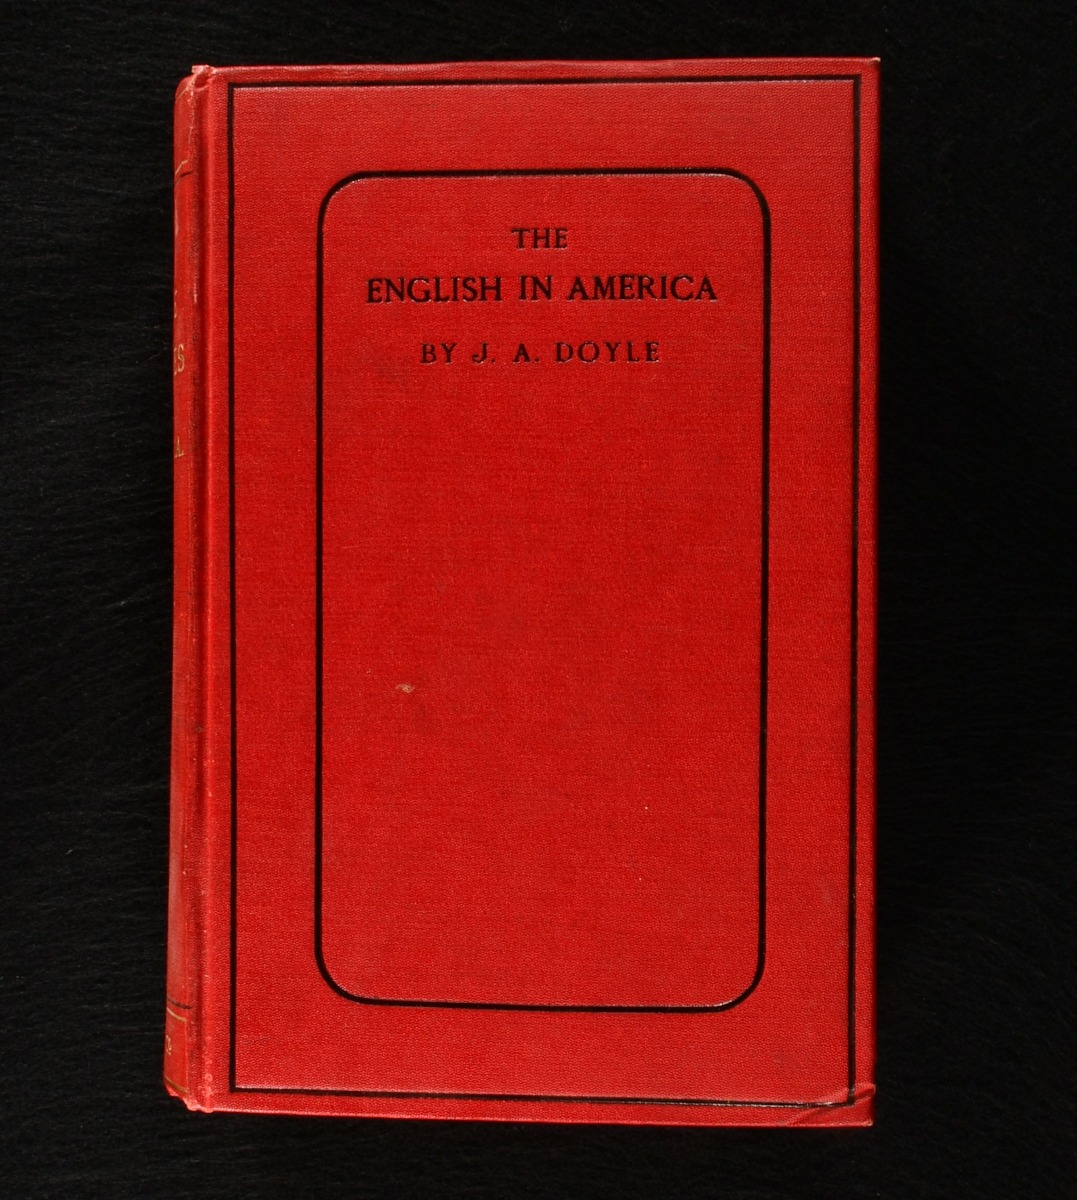 THE
ENGLISH IN AMERICA
BY J. A. DOYLE